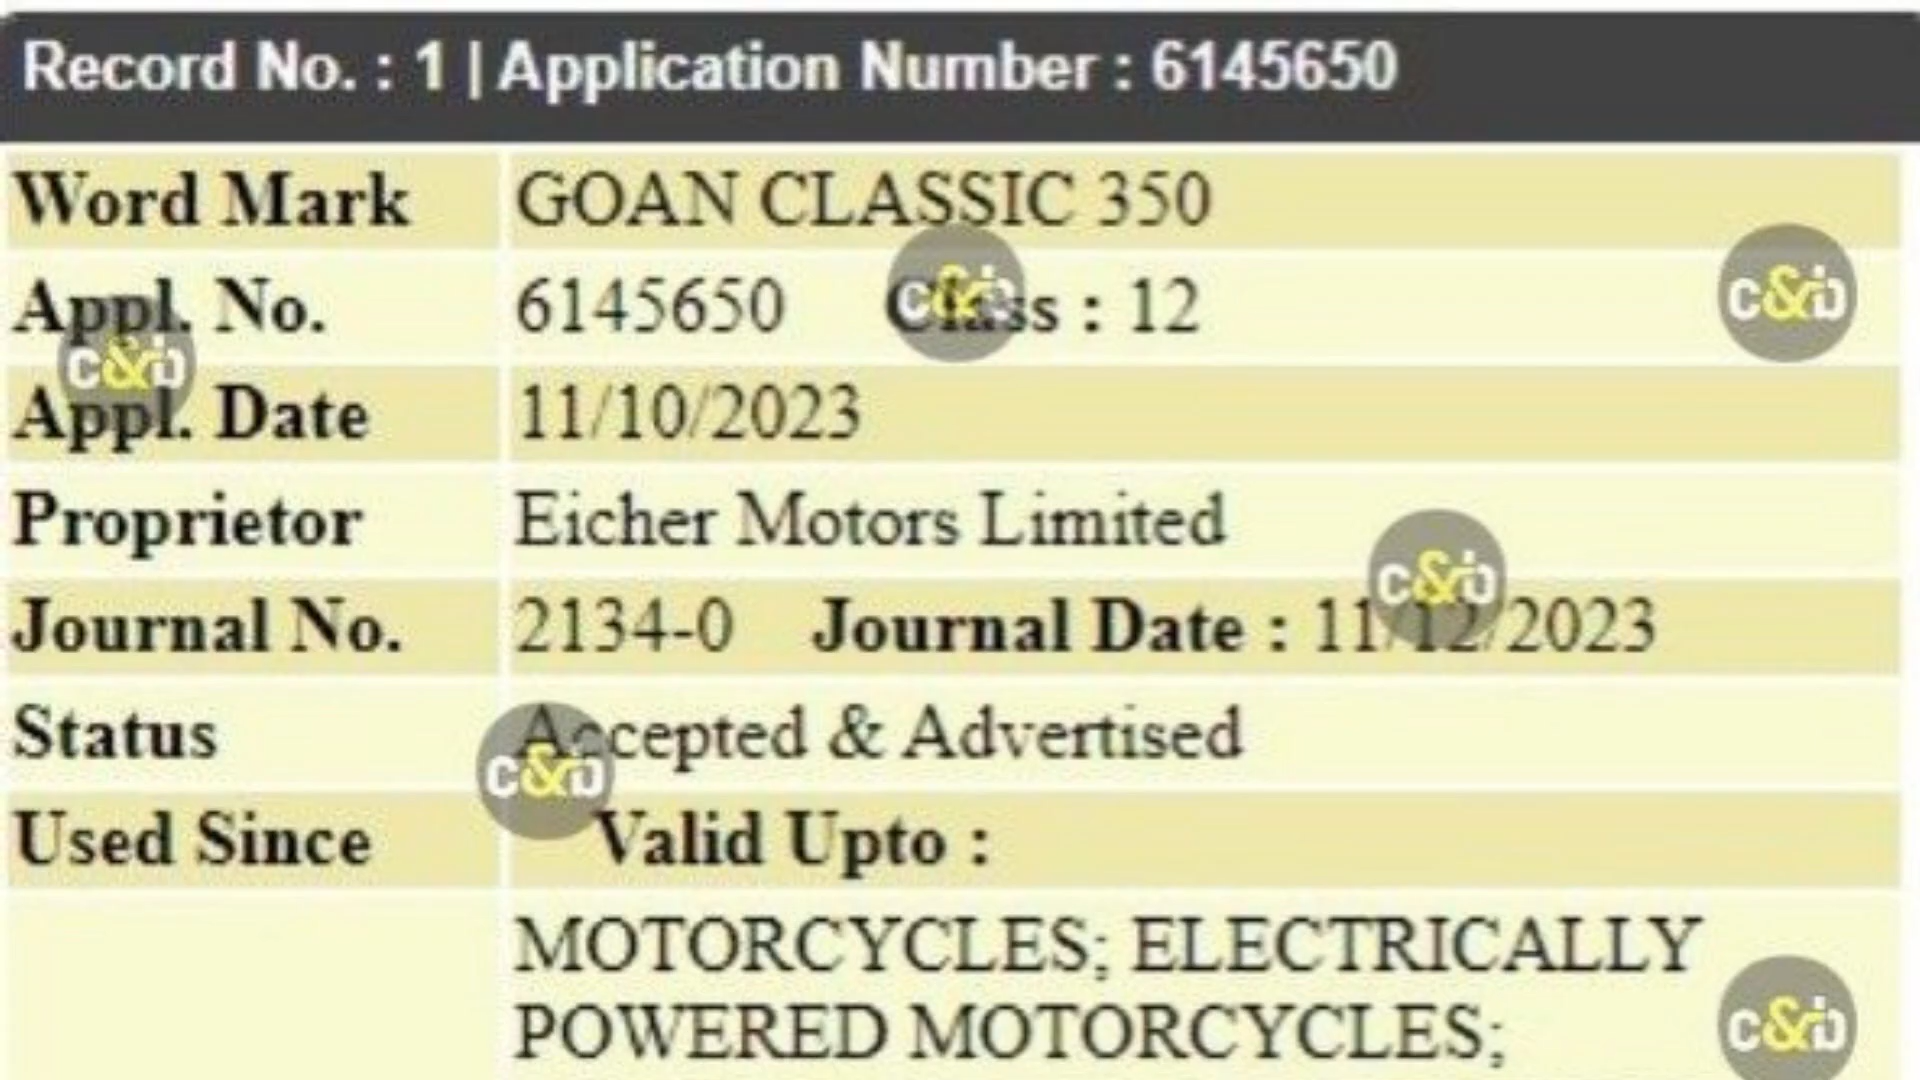 Record No. : 1 | Application Number : 6145650
Word Mark GOAN CLASSIC 350
Appl. No. 6145650 Class : 12
Appl. Date 11/10/2023
Proprietor Eicher Motors Limited
Journal No. 2134-0 Journal Date : 11/12/2023
Status Accepted & Advertised
Used Since Valid Upto :
MOTORCYCLES; ELECTRICALLY
POWERED MOTORCYCLES;
c&b
c&b
c&b
c&b
c&b
c&b